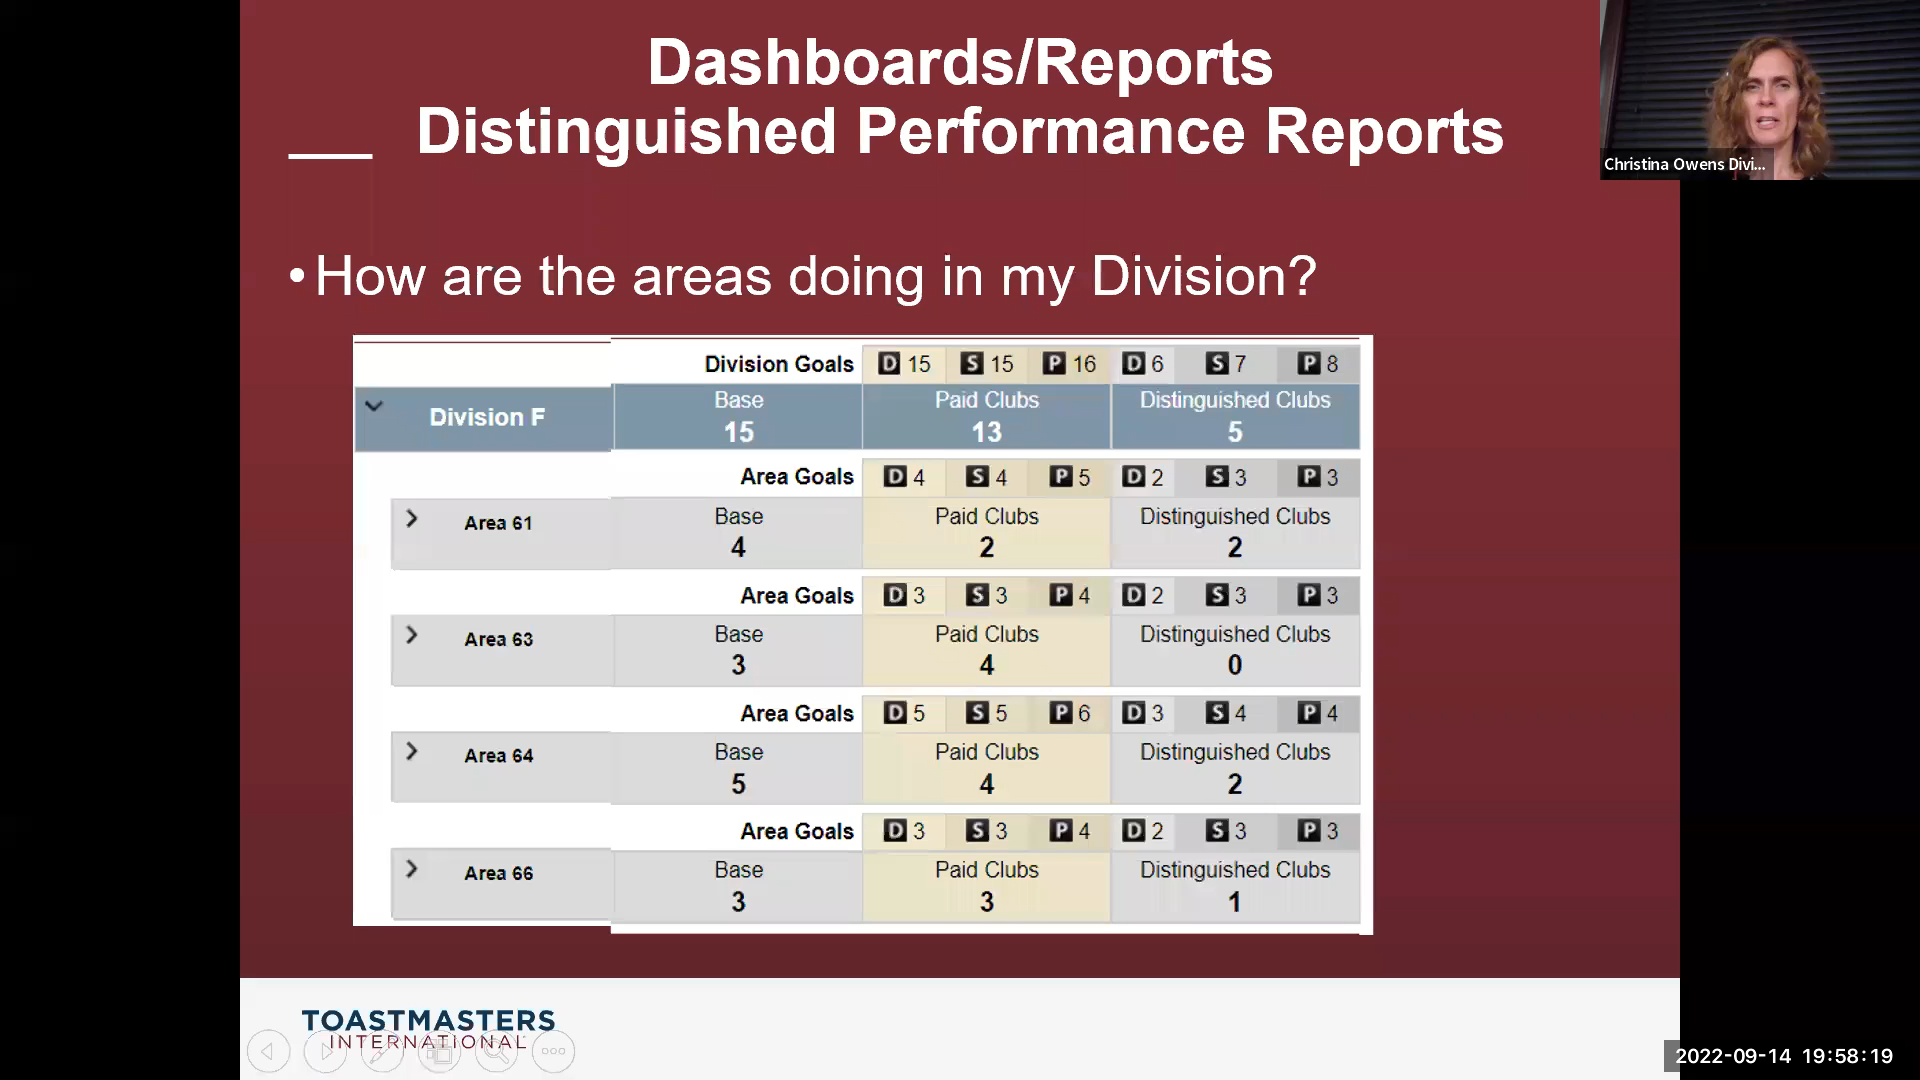 Dashboards/Reports
Distinguished Performance Reports
Christina Owens Divi...
• How are the areas doing in my Division?
Division Goals D 15 S 15 P 16 D 6 S 7 P 8
Division F Base Paid Clubs Distinguished Clubs
15 13 5
Area Goals D 4 S 4 P 5 D 2 S 3 P 3
Area 61 Base Paid Clubs Distinguished Clubs
4 2 2
Area Goals D 3 S 3 P 4 D 2 S 3 P 3
Area 63 Base Paid Clubs Distinguished Clubs
3 4 0
Area Goals D 5 S 5 P 6 D 3 S 4 P 4
Area 64 Base Paid Clubs Distinguished Clubs
5 4 2
Area Goals D 3 S 3 P 4 D 2 S 3 P 3
Area 66 Base Paid Clubs Distinguished Clubs
3 3 1
TOASTMASTERS
INTERNATIONAL
2022-09-14 19:58:19